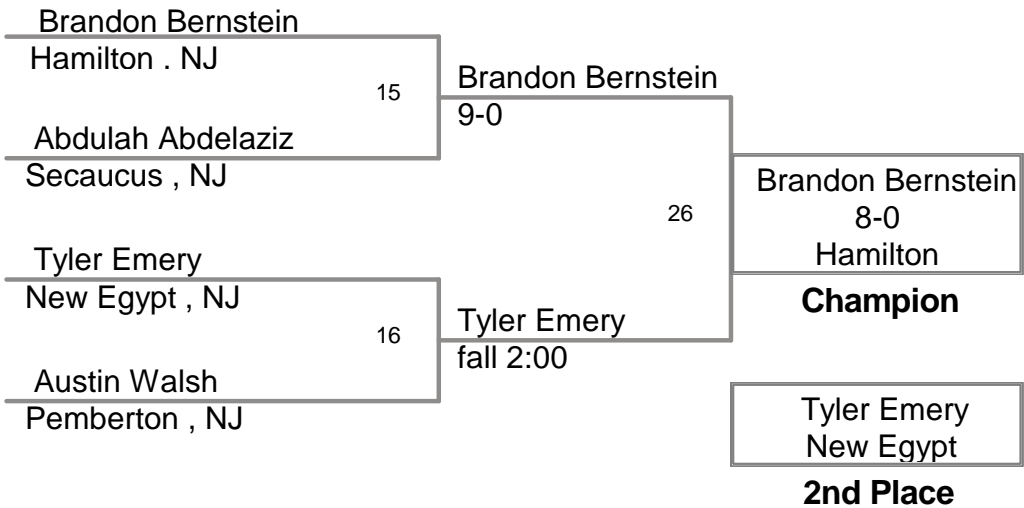 Brandon Bernstein
Hamilton . NJ
15
Abdulah Abdelaziz
Secaucus , NJ
Tyler Emery
New Egypt , NJ
16
Austin Walsh
Pemberton , NJ
Brandon Bernstein
9-0
26
Tyler Emery
fall 2:00
Brandon Bernstein
8-0
Hamilton
Champion
Tyler Emery
New Egypt
2nd Place